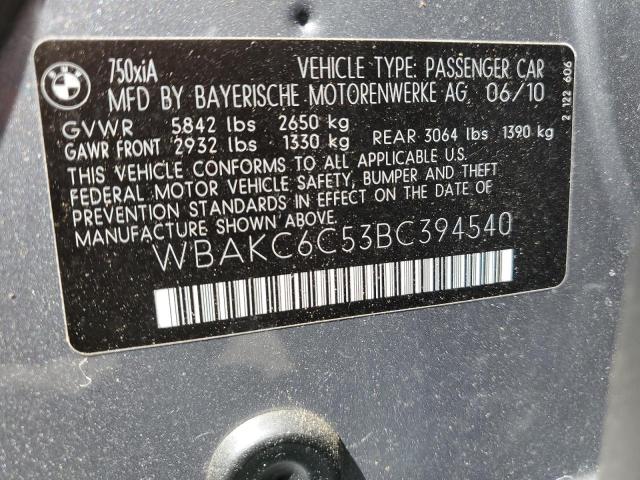 BMW
750xiA VEHICLE TYPE: PASSENGER CAR
MFD BY BAYERISCHE MOTORENWERKE AG 06/10
GVWR 5842 lbs 2650 kg
GAWR FRONT 2932 lbs 1330 kg REAR 3064 lbs 1390 kg
THIS VEHICLE CONFORMS TO ALL APPLICABLE U.S.
FEDERAL MOTOR VEHICLE SAFETY, BUMPER AND THEFT
PREVENTION STANDARDS IN EFFECT ON THE DATE OF
MANUFACTURE SHOWN ABOVE.
WBAKC6C53BC394540
2 122 606